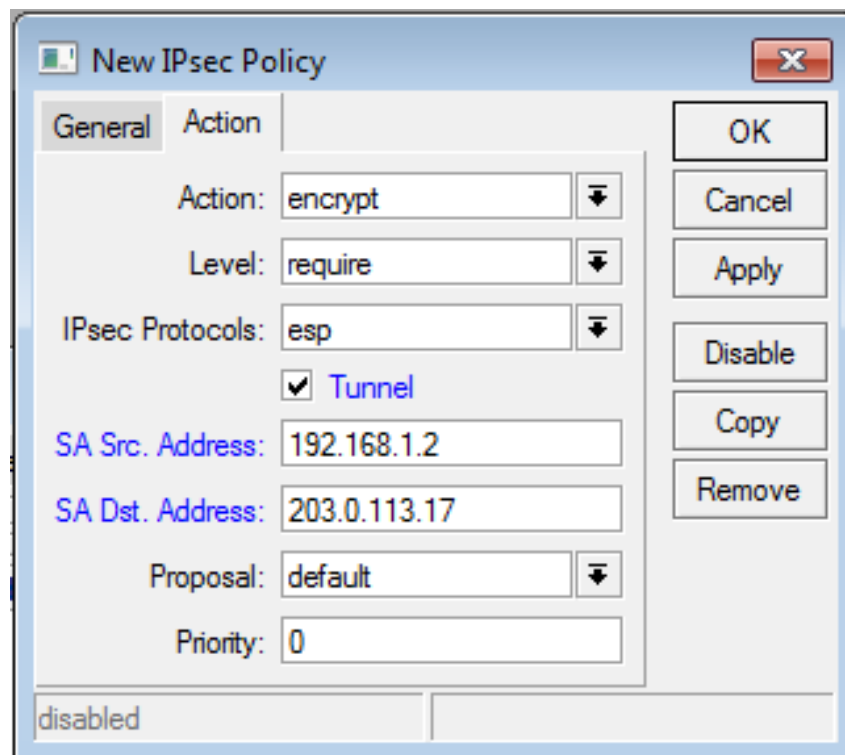 New IPsec Policy
General Action
OK
Action: encrypt
Cancel
Level: require
Apply
IPsec Protocols: esp
Disable
Tunnel
Copy
SA Src. Address: 192.168.1.2
Remove
SA Dst. Address: 203.0.113.17
Proposal: default
Priority: 0
disabled